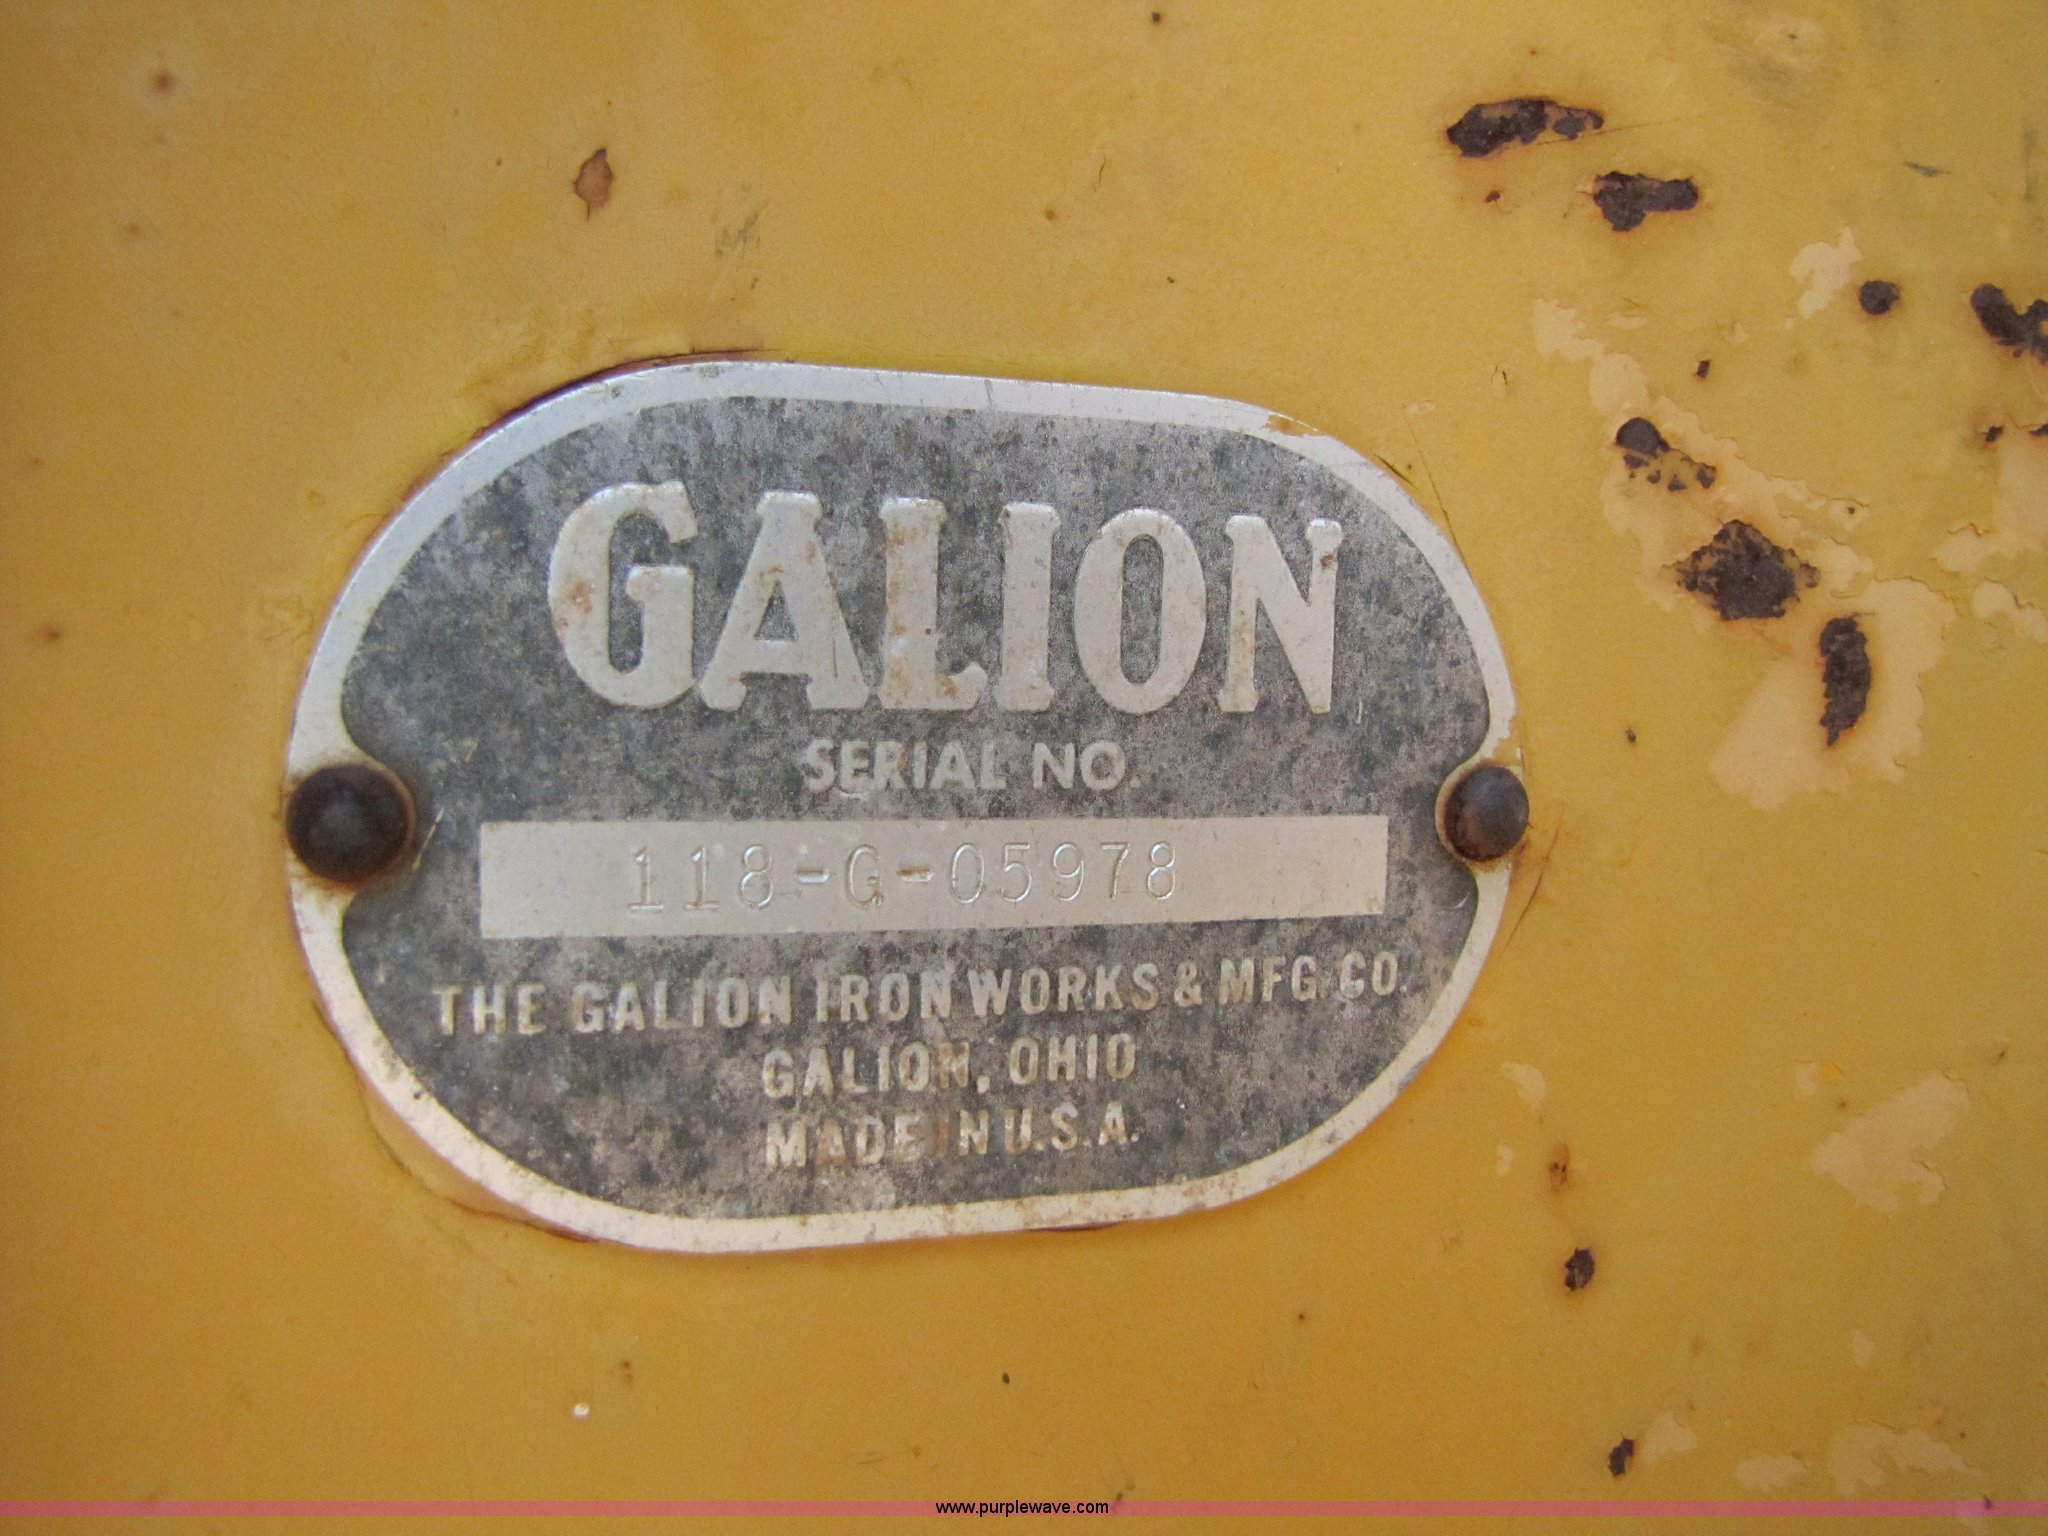 GALION
SERIAL NO.
118-G-05978
THE GALION IRON WORKS & MFG. CO.
GALION, OHIO
MADE IN U.S.A.
www.purplewave.com